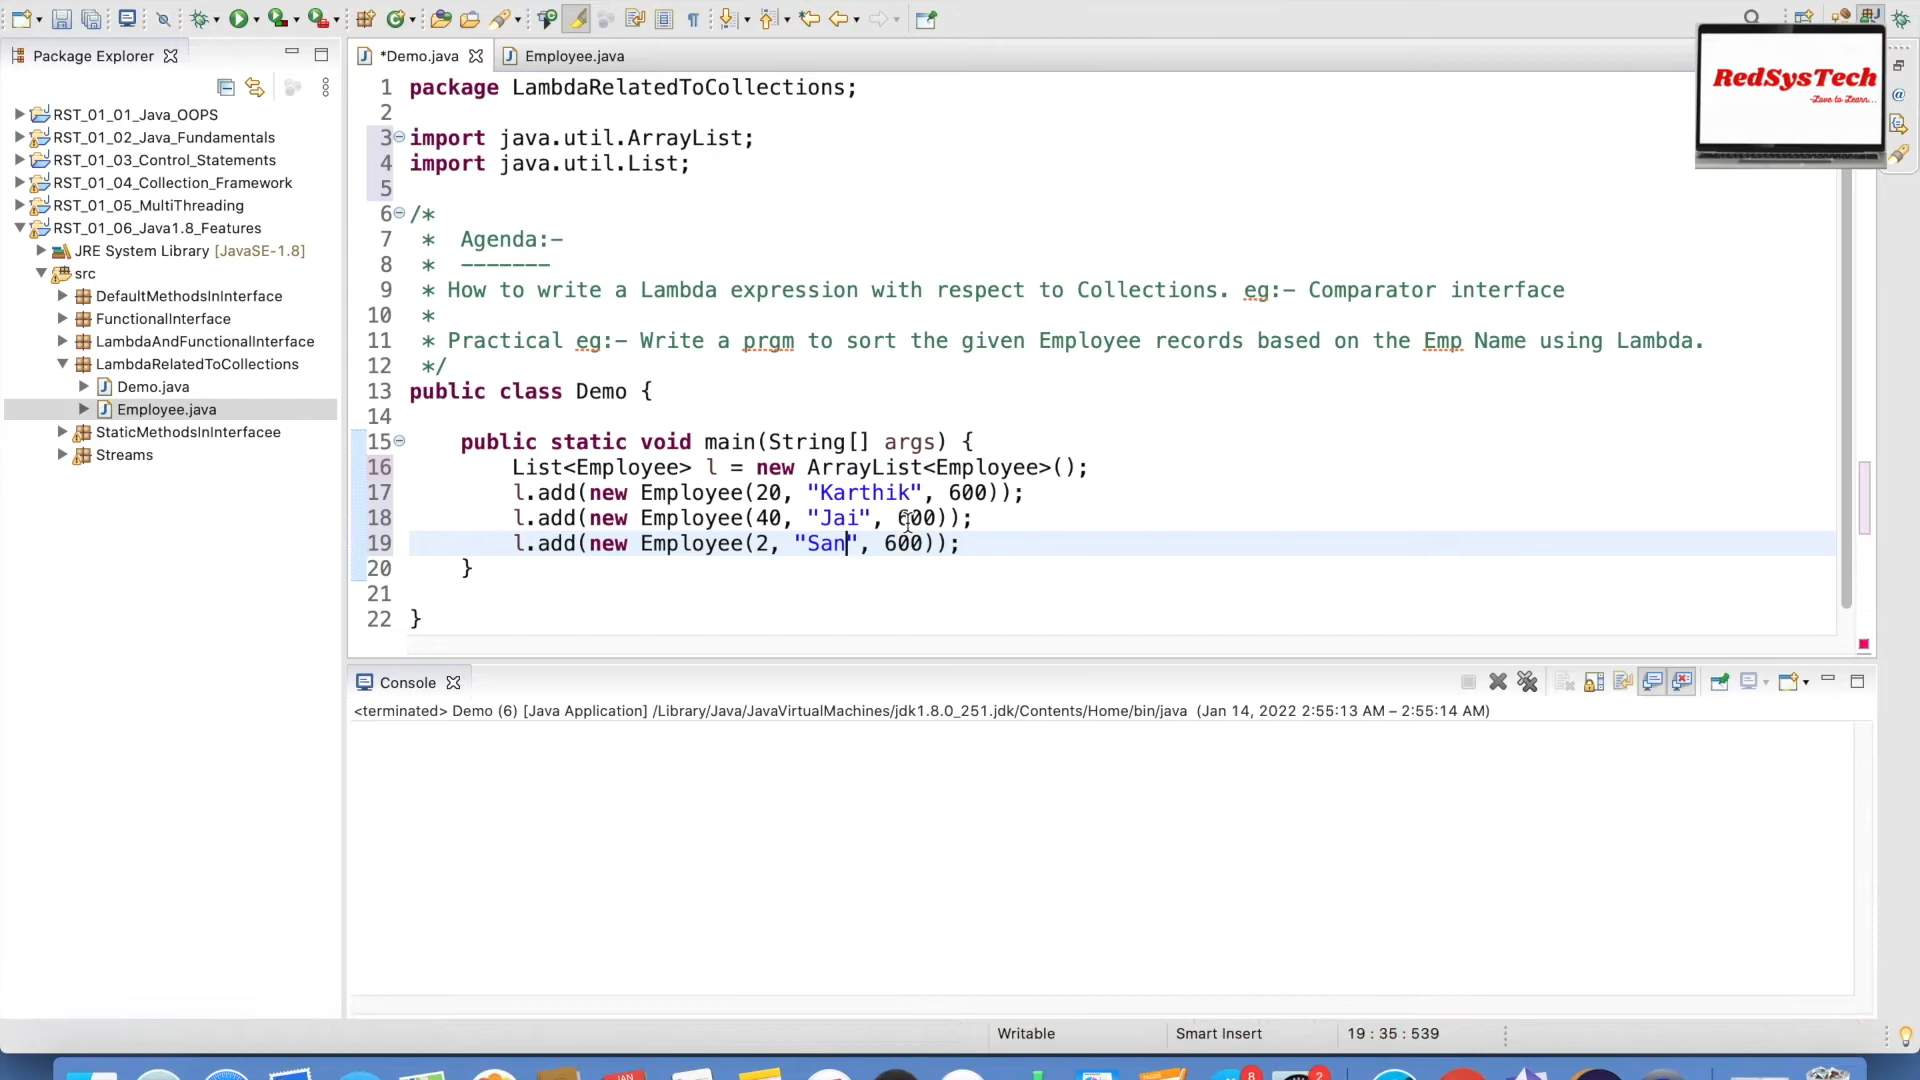 Package Explorer
RST_01_01_Java_OOPS
RST_01_02_Java_Fundamentals
RST_01_03_Control_Statements
RST_01_04_Collection_Framework
RST_01_05_MultiThreading
RST_01_06_Java1.8_Features
JRE System Library [JavaSE-1.8]
src
DefaultMethodsInInterface
FunctionalInterface
LambdaAndFunctionalInterface
LambdaRelatedToCollections
Demo.java
Employee.java
StaticMethodsInInterfacee
Streams
*Demo.java
Employee.java
RedSysTech
-Love to Learn...
1 package LambdaRelatedToCollections;
2
3 import java.util.ArrayList;
4 import java.util.List;
5
6 /*
7 * Agenda:-
8 * -------
9 * How to write a Lambda expression with respect to Collections. eg:- Comparator interface
10 *
11 * Practical eg:- Write a prgm to sort the given Employee records based on the Emp Name using Lambda.
12 */
13 public class Demo {
14
15 public static void main(String[] args) {
16 List<Employee> l = new ArrayList<Employee>();
17 l.add(new Employee(20, "Karthik", 600));
18 l.add(new Employee(40, "Jai", 600));
19 l.add(new Employee(2, "San", 600));
20 }
21
22 }
Console
<terminated> Demo (6) [Java Application] /Library/Java/JavaVirtualMachines/jdk1.8.0_251.jdk/Contents/Home/bin/java (Jan 14, 2022 2:55:13 AM – 2:55:14 AM)
Writable
Smart Insert
19 : 35 : 539
JAN
8
2